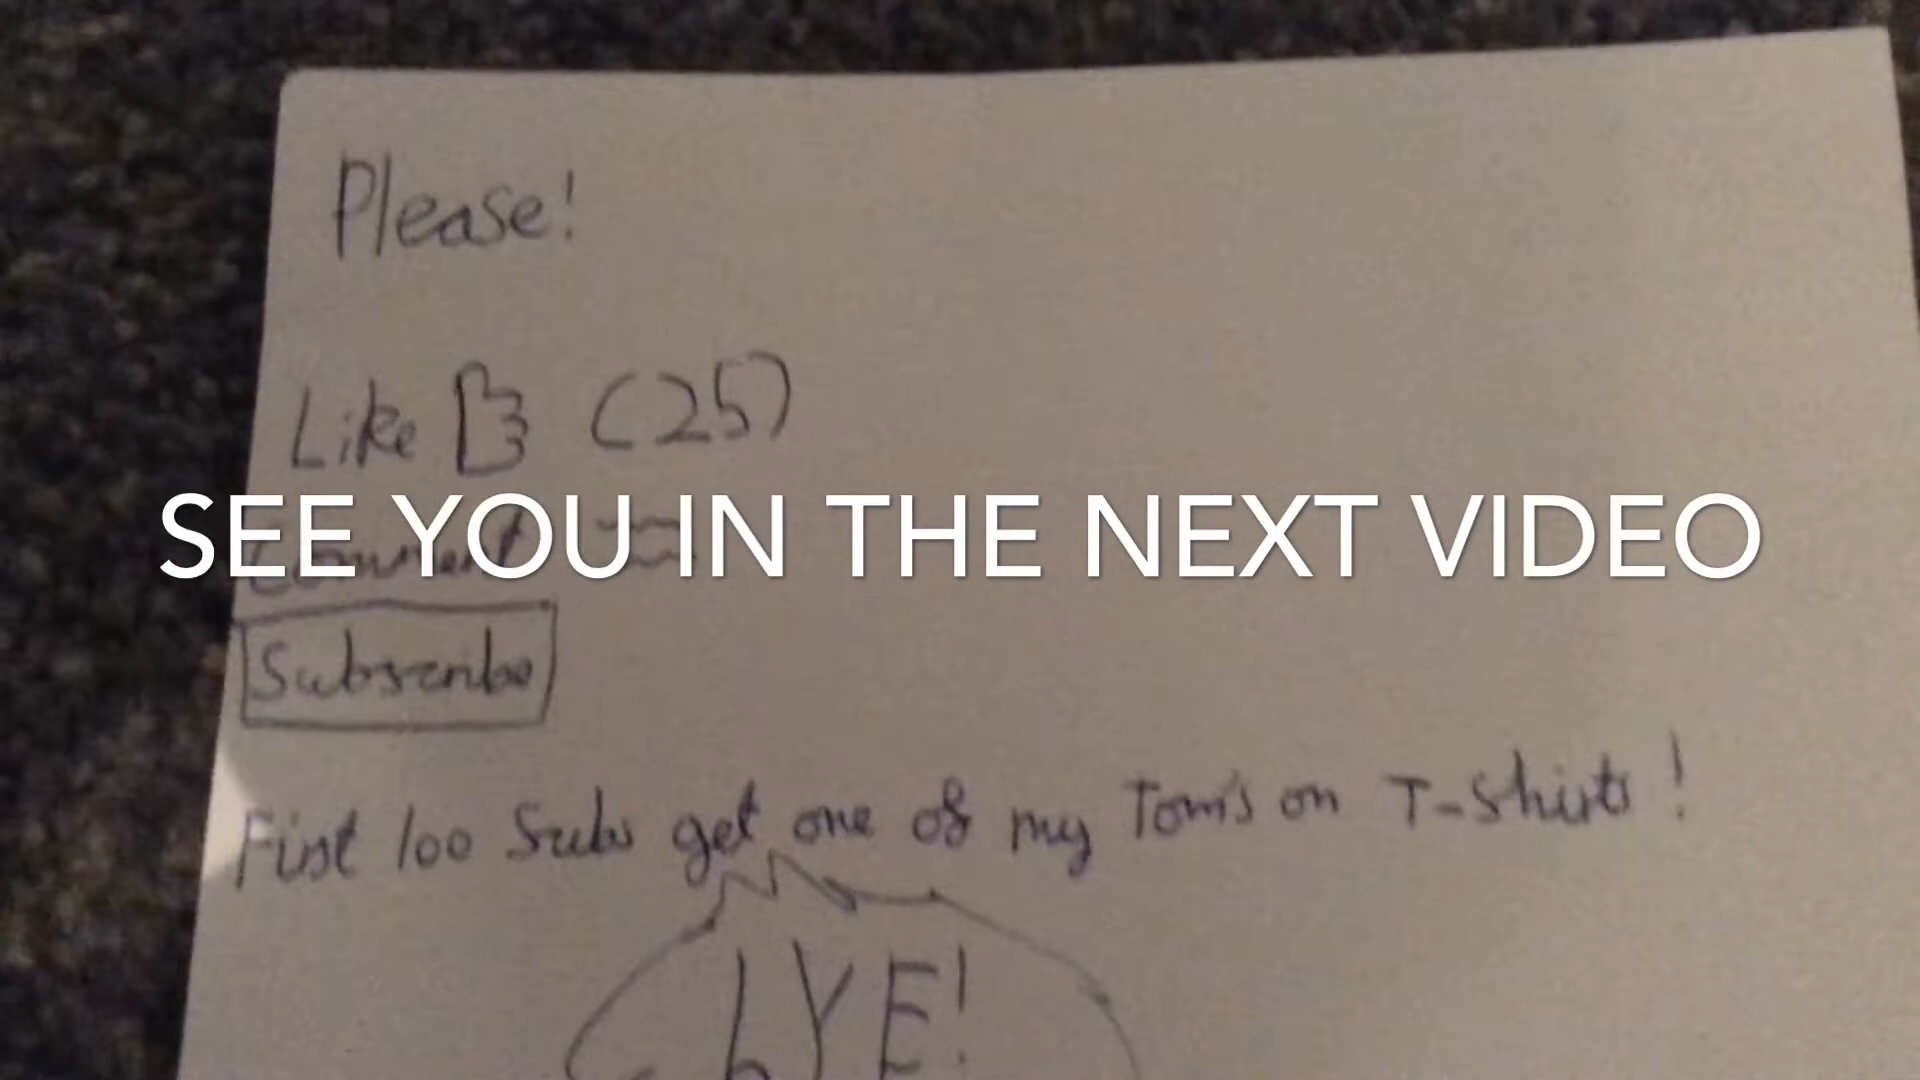 Please!
Like (25)
SEE YOU IN THE NEXT VIDEO
Comment
Subscribe
First 100 Subs get one of my Tom's on T-Shirts!
bYE!